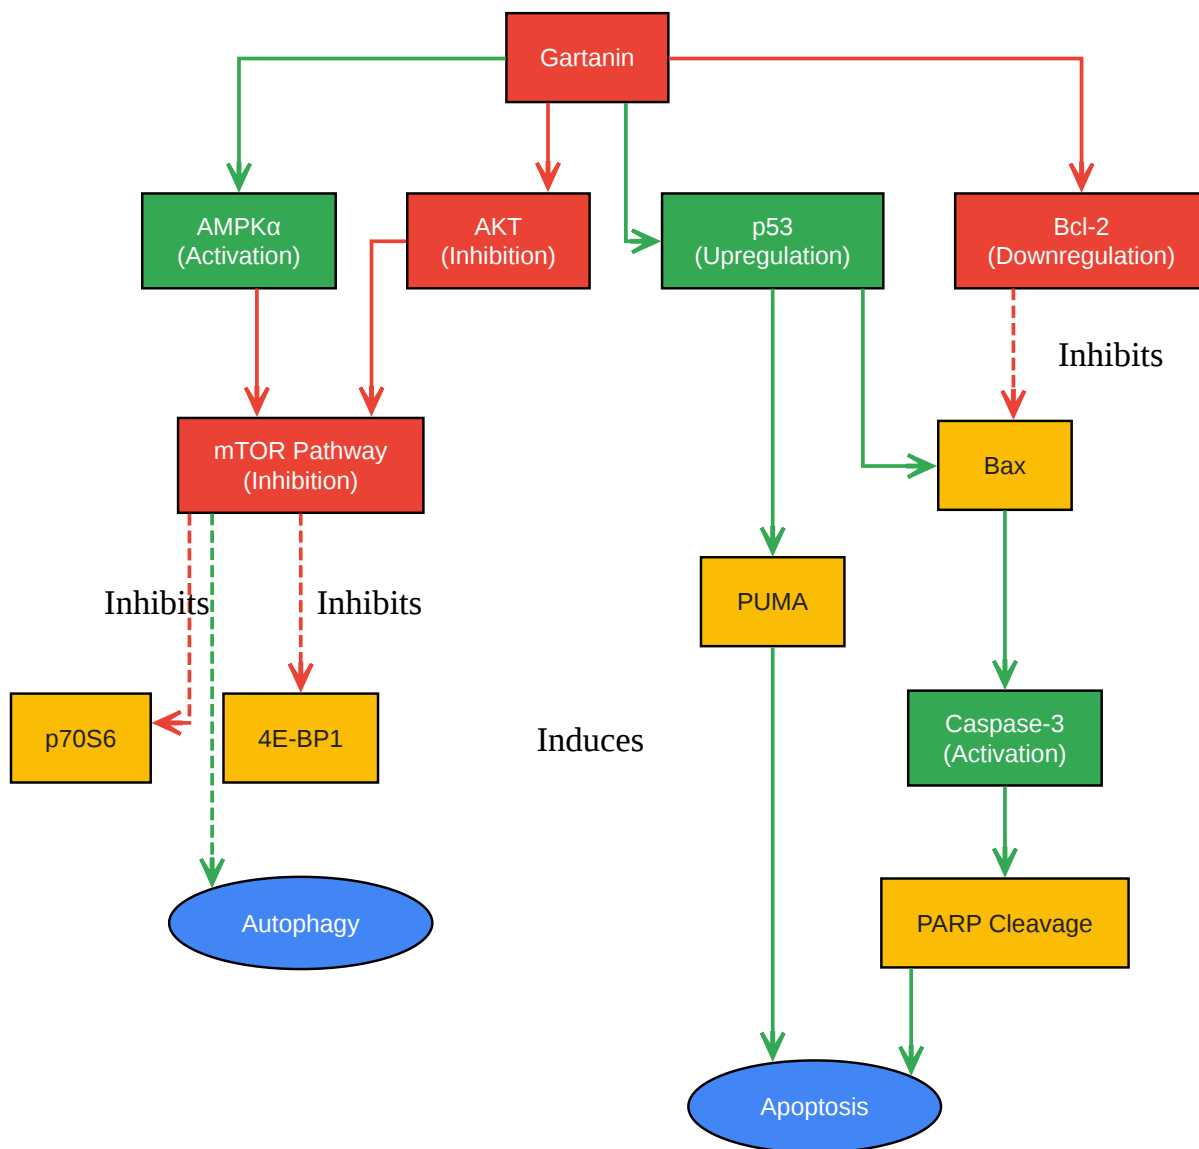 Gartanin
AMPKα
(Activation)
AKT
(Inhibition)
p53
(Upregulation)
Bcl-2
(Downregulation)
Inhibits
mTOR Pathway
(Inhibition)
Bax
Inhibits
Inhibits
PUMA
p70S6
4E-BP1
Induces
Caspase-3
(Activation)
Autophagy
PARP Cleavage
Apoptosis